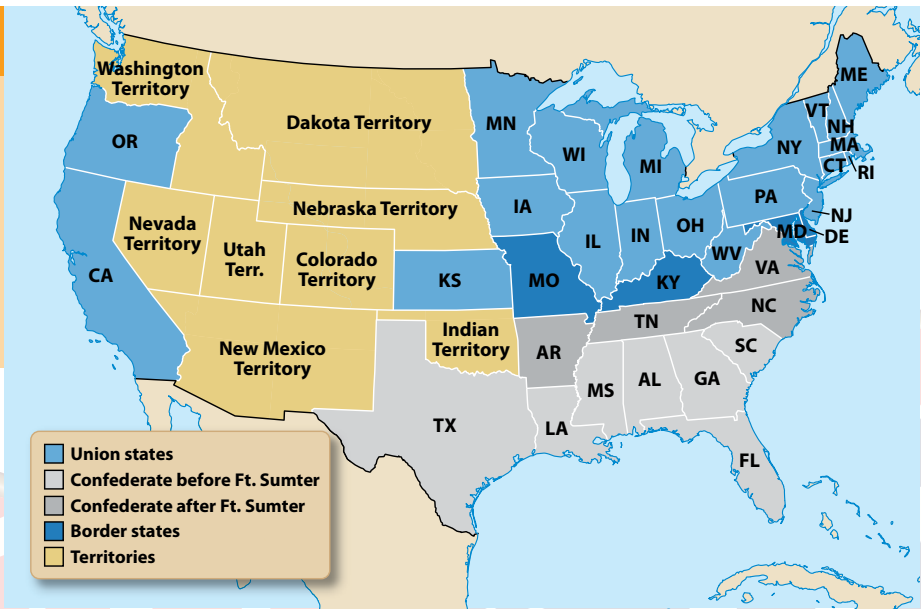 Washington
Territory
ME
Dakota Territory
MN
VT
NH
OR
NY
MA
WI
MI
CT
RI
PA
Nebraska Territory
IA
NJ
Nevada
Territory
OH
MD
DE
IL
IN
Utah
Terr.
Colorado
Territory
WV
VA
CA
KS
MO
KY
NC
TN
Indian
Territory
New Mexico
Territory
AR
SC
MS
AL
GA
TX
LA
FL
Union states
Confederate before Ft. Sumter
Confederate after Ft. Sumter
Border states
Territories